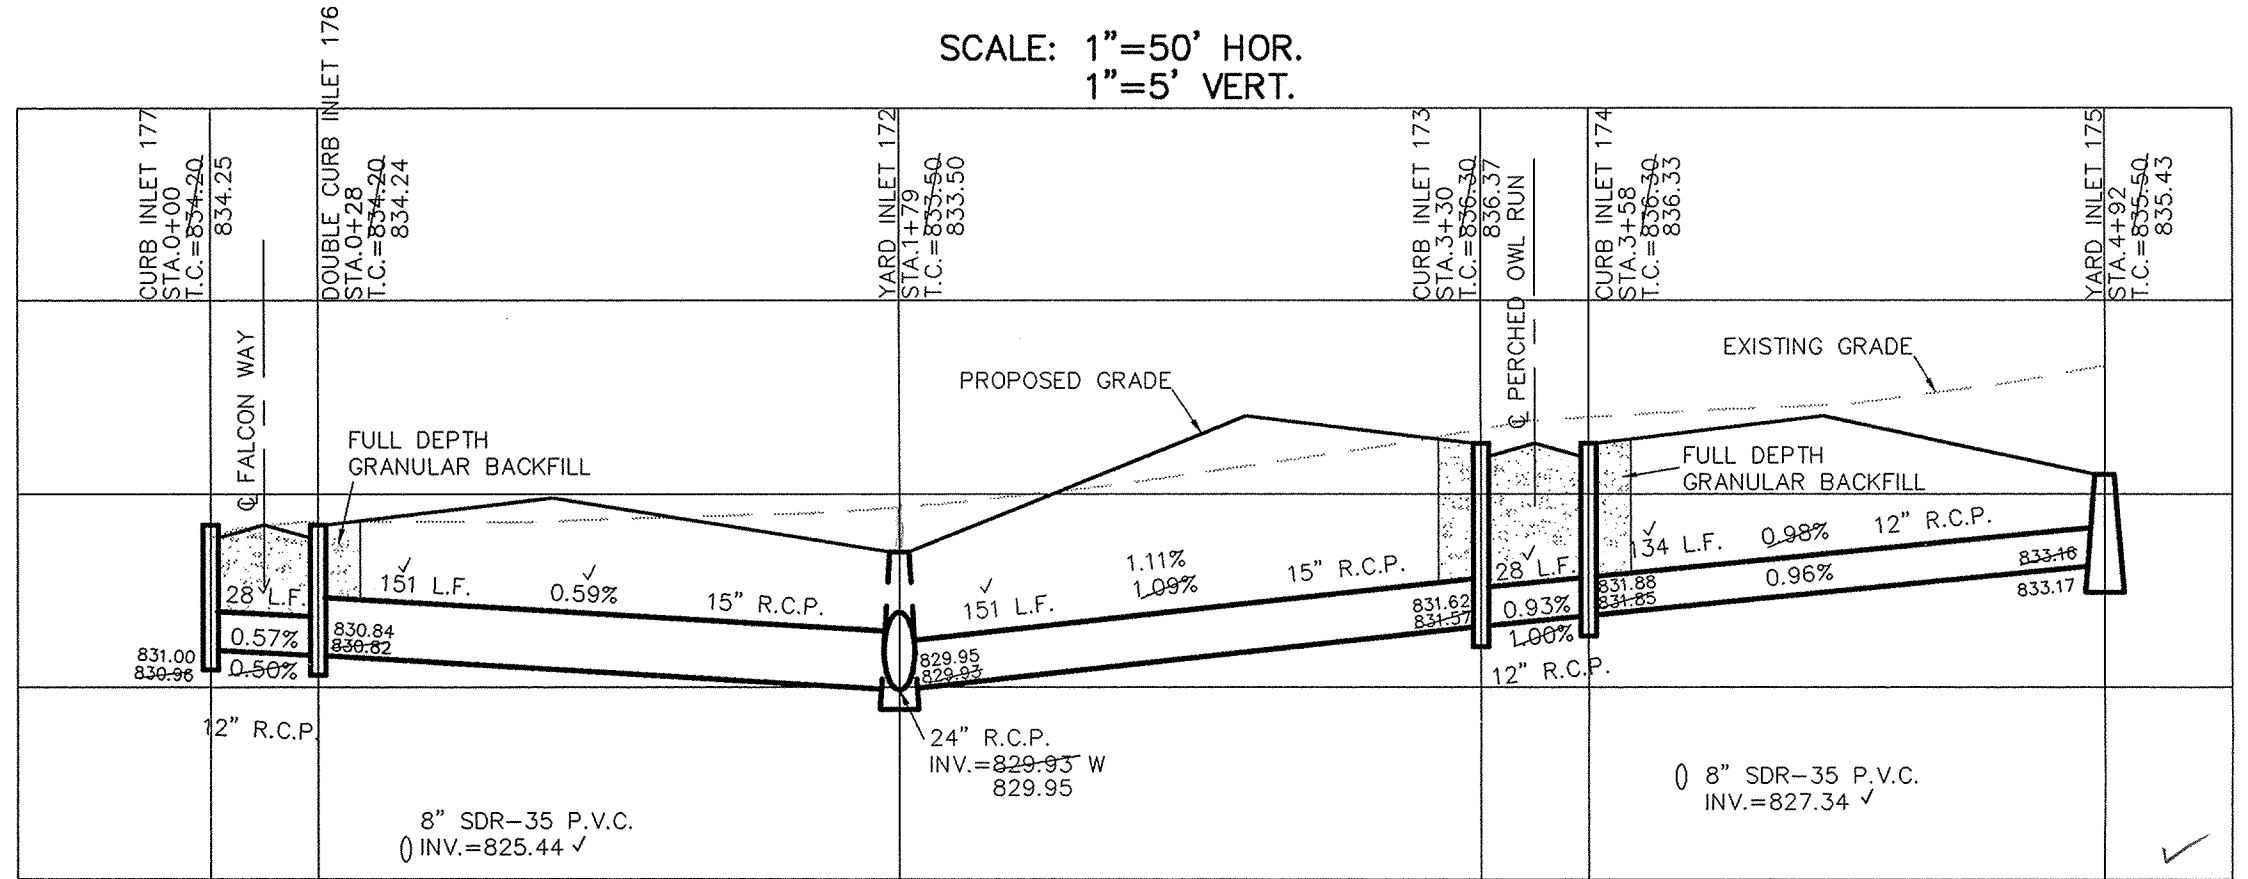 SCALE: 1"=50' HOR.
1"=5' VERT.
CURB INLET 177
STA.0+00
T.C.=834.20
834.25
DOUBLE CURB INLET 176
STA.0+28
T.C.=834.20
834.24
YARD INLET 172
STA.1+79
T.C.=833.50
833.50
CURB INLET 173
STA.3+30
T.C.=836.30
836.37
℄ PERCHED OWL RUN
CURB INLET 174
STA.3+58
T.C.=836.30
836.33
YARD INLET 175
STA.4+92
T.C.=835.50
835.43
℄ FALCON WAY
EXISTING GRADE
PROPOSED GRADE
FULL DEPTH
GRANULAR BACKFILL
FULL DEPTH
GRANULAR BACKFILL
28' L.F.
0.57%
0.50%
831.00
830.96
12" R.C.P.
✓
151 L.F.
✓
0.59%
15" R.C.P.
830.84
830.82
✓
151 L.F.
1.11%
1.09%
15" R.C.P.
829.95
829.93
831.62
831.57
✓
28' L.F.
0.93%
1.00%
12" R.C.P.
831.88
831.85
✓
134 L.F.
0.98%
0.96%
12" R.C.P.
833.16
833.17
24" R.C.P.
INV.=829.93 W
829.95
8" SDR-35 P.V.C.
INV.=825.44 ✓
8" SDR-35 P.V.C.
INV.=827.34 ✓
✓